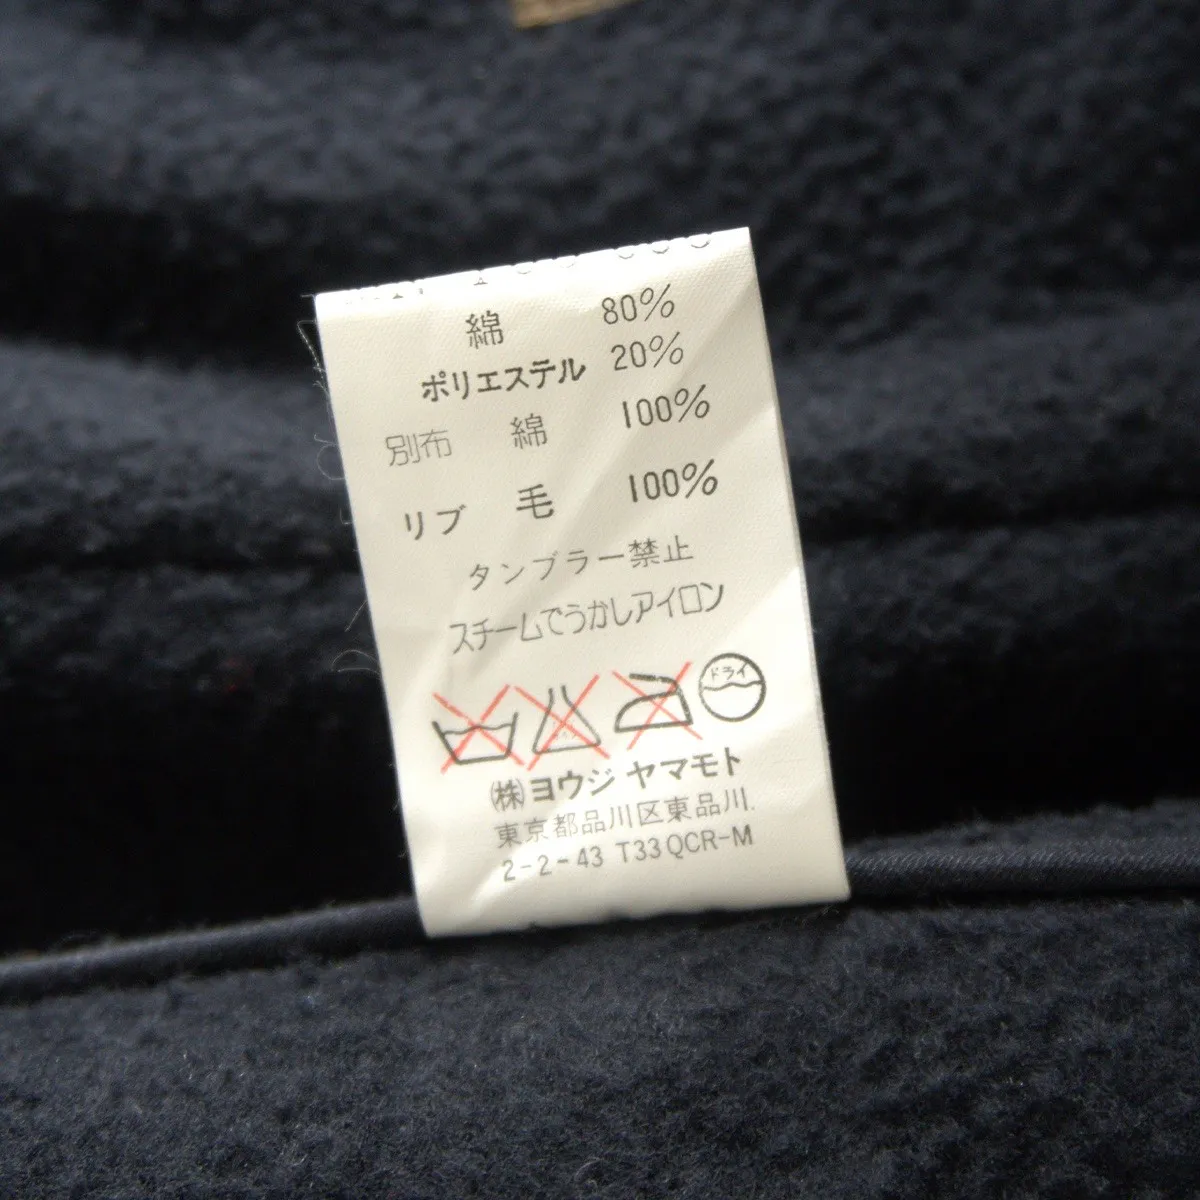 綿 80%
ポリエステル 20%
別布 綿 100%
リブ 毛 100%
タンブラー禁止
スチームでうかしアイロン
ドライ
㈱ヨウジ ヤマモト
東京都品川区東品川.
2-2-43 T33QCR-M